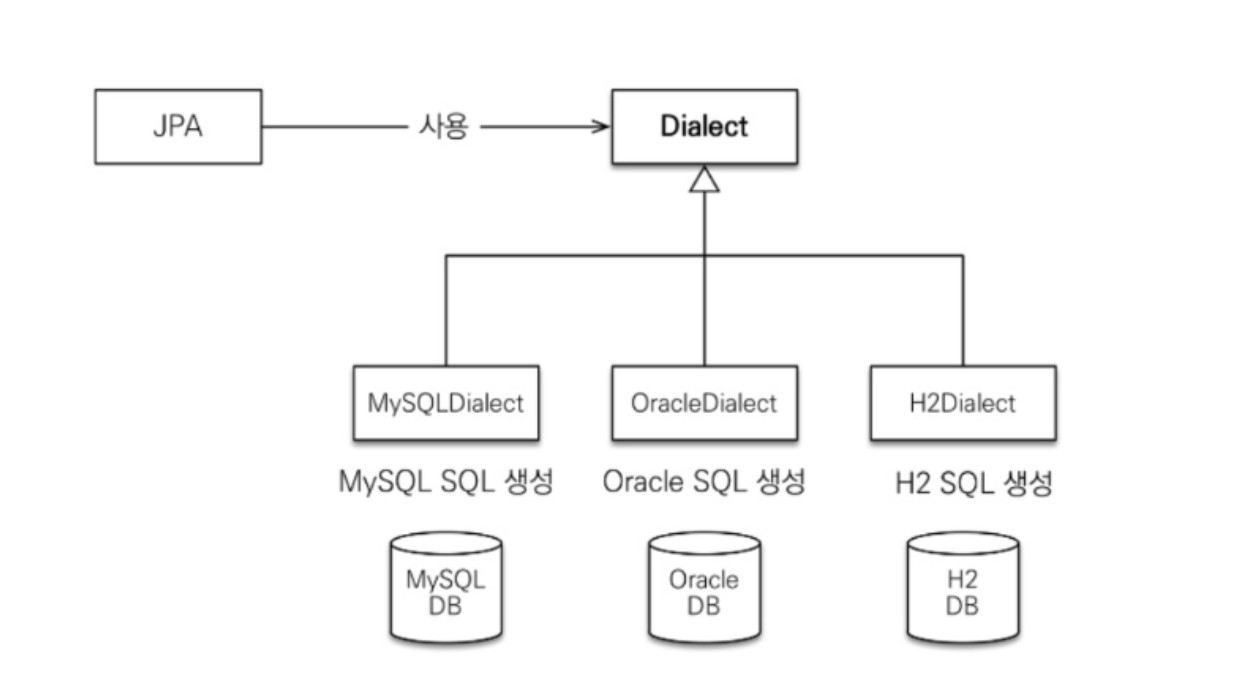 JPA
사용
Dialect
MySQLDialect
OracleDialect
H2Dialect
MySQL SQL 생성
Oracle SQL 생성
H2 SQL 생성
MySQL
DB
Oracle
DB
H2
DB